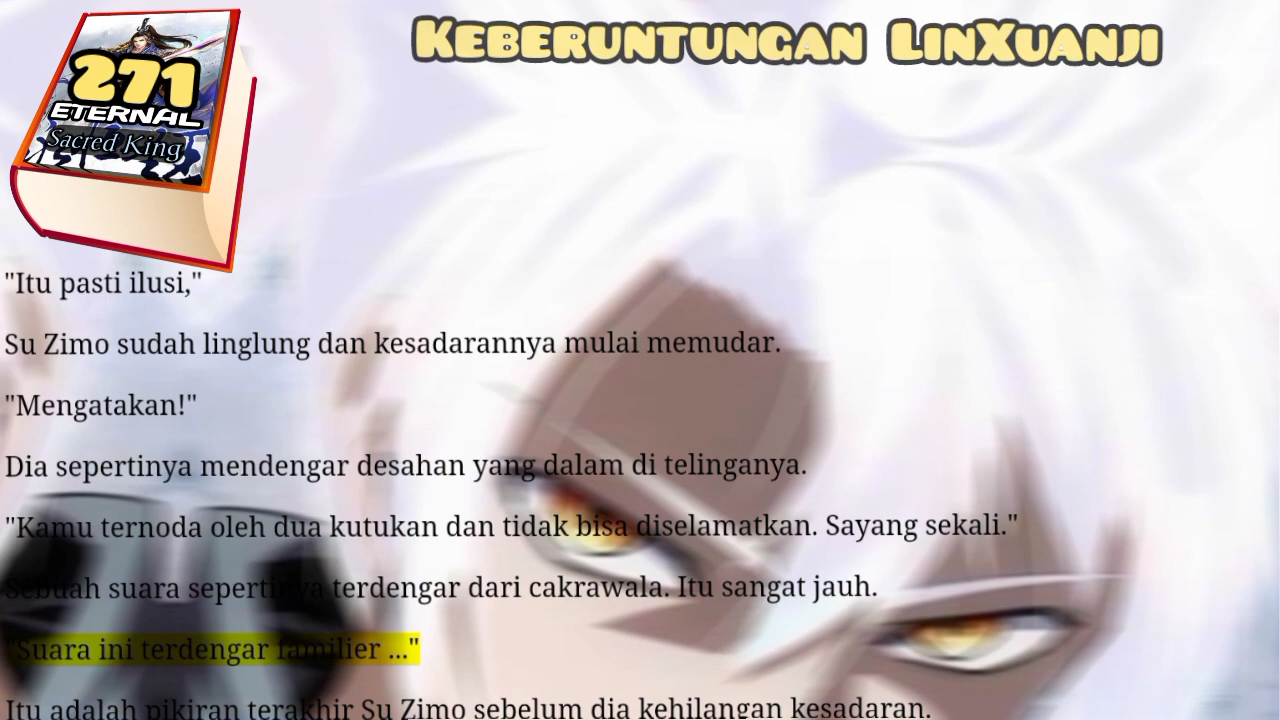 Keberuntungan LinXuanji
271
ETERNAL
Sacred King
"Itu pasti ilusi,"
Su Zimo sudah linglung dan kesadarannya mulai memudar.
"Mengatakan!"
Dia sepertinya mendengar desahan yang dalam di telinganya.
"Kamu ternoda oleh dua kutukan dan tidak bisa diselamatkan. Sayang sekali."
Sebuah suara sepertinya terdengar dari cakrawala. Itu sangat jauh.
"Suara ini terdengar familier ..."
Itu adalah pikiran terakhir Su Zimo sebelum dia kehilangan kesadaran.